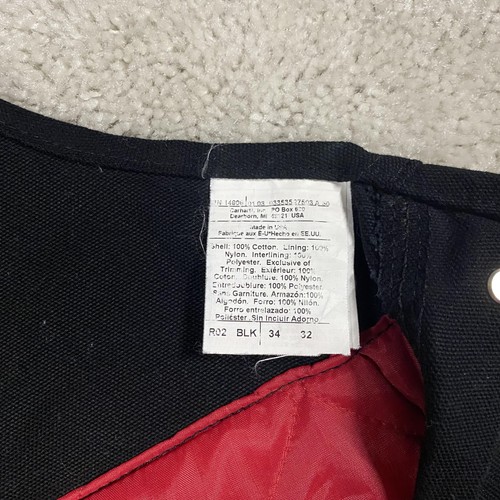 Carhartt, Inc. PO Box 600
Dearborn, MI. 48121 USA
Made in USA
Fabrique aux É-U*Hecho en EE.UU.
Shell: 100% Cotton. Lining: 100%
Nylon. Interlining: 100%
Polyester. Exclusive of
Trimming. Extérieur: 100%
Coton. Doublure: 100% Nylon.
Entredoublure: 100% Polyester.
Sans Garniture. Armazón:100%
Algodón. Forro: 100% Nilón.
Forro entrelazado: 100%
Poliéster. Sin Incluir Adorno.
R02 BLK 34 32